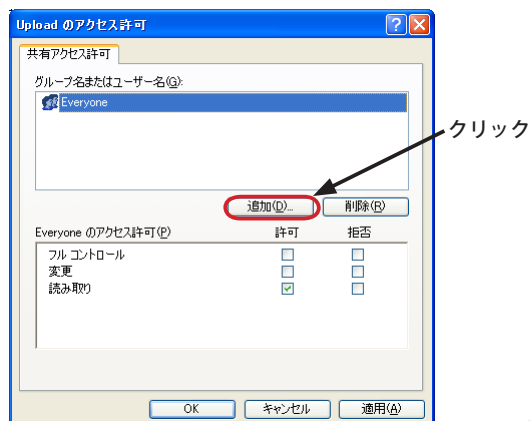 Upload のアクセス許可
共有アクセス許可
グループ名またはユーザー名(G):
Everyone
クリック
追加(D)... 削除(R)
Everyone のアクセス許可(P) 許可 拒否
フル コントロール
変更
読み取り
OK キャンセル 適用(A)